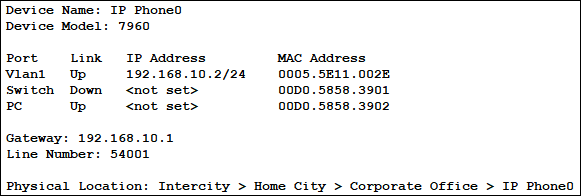 Device Name: IP Phone0
Device Model: 7960
Port Link IP Address MAC Address
Vlan1 Up 192.168.10.2/24 0005.5E11.002E
Switch Down <not set> 00D0.5858.3901
PC Up <not set> 00D0.5858.3902
Gateway: 192.168.10.1
Line Number: 54001
Physical Location: Intercity > Home City > Corporate Office > IP Phone0